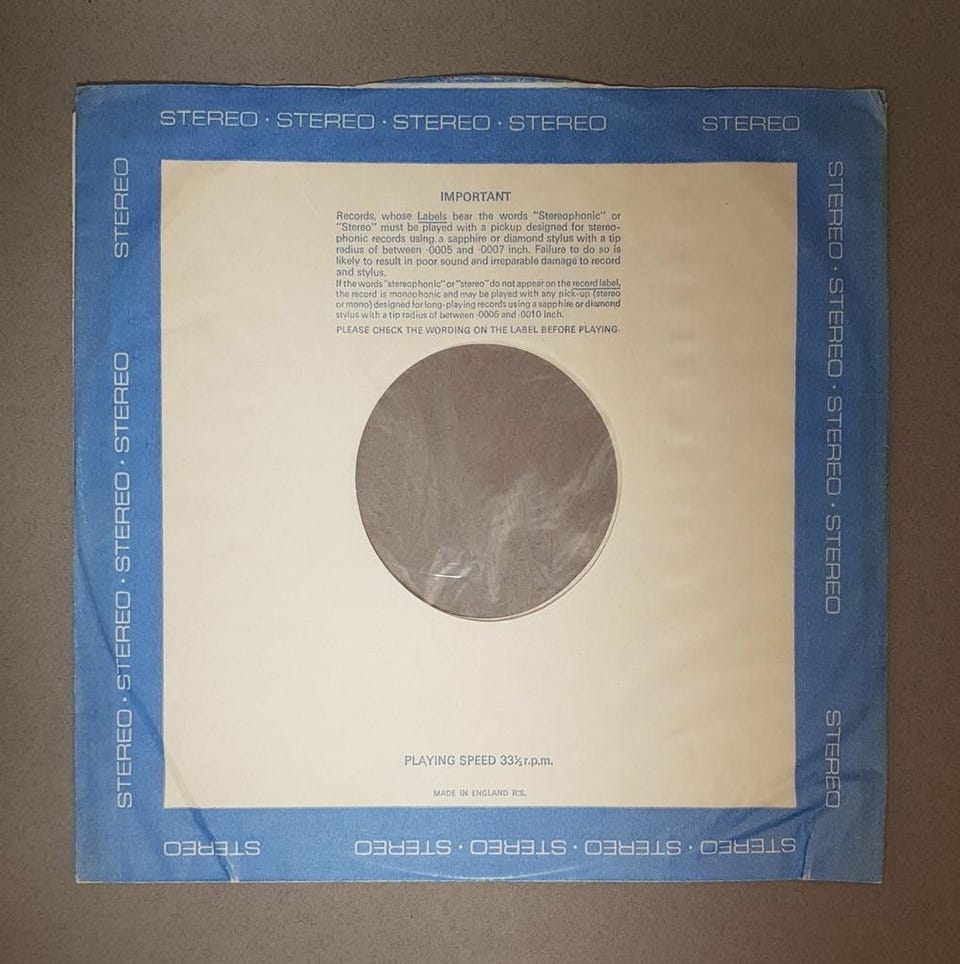 STEREO · STEREO · STEREO · STEREO STEREO
IMPORTANT
Records, whose Labels bear the words "Stereophonic" or
"Stereo" must be played with a pickup designed for stereo-
phonic records using a sapphire or diamond stylus with a tip
radius of between ·0005 and ·0007 inch. Failure to do so is
likely to result in poor sound and irreparable damage to record
and stylus.
If the words "stereophonic" or "stereo" do not appear on the record label,
the record is monophonic and may be played with any pick-up (stereo
or mono) designed for long-playing records using a sapphire or diamond
stylus with a tip radius of between ·0005 and ·0010 inch.
PLEASE CHECK THE WORDING ON THE LABEL BEFORE PLAYING.
PLAYING SPEED 33⅓ r.p.m.
MADE IN ENGLAND R.S.
STEREO · STEREO · STEREO · STEREO STEREO
STEREO · STEREO · STEREO · STEREO STEREO
STEREO · STEREO · STEREO · STEREO STEREO